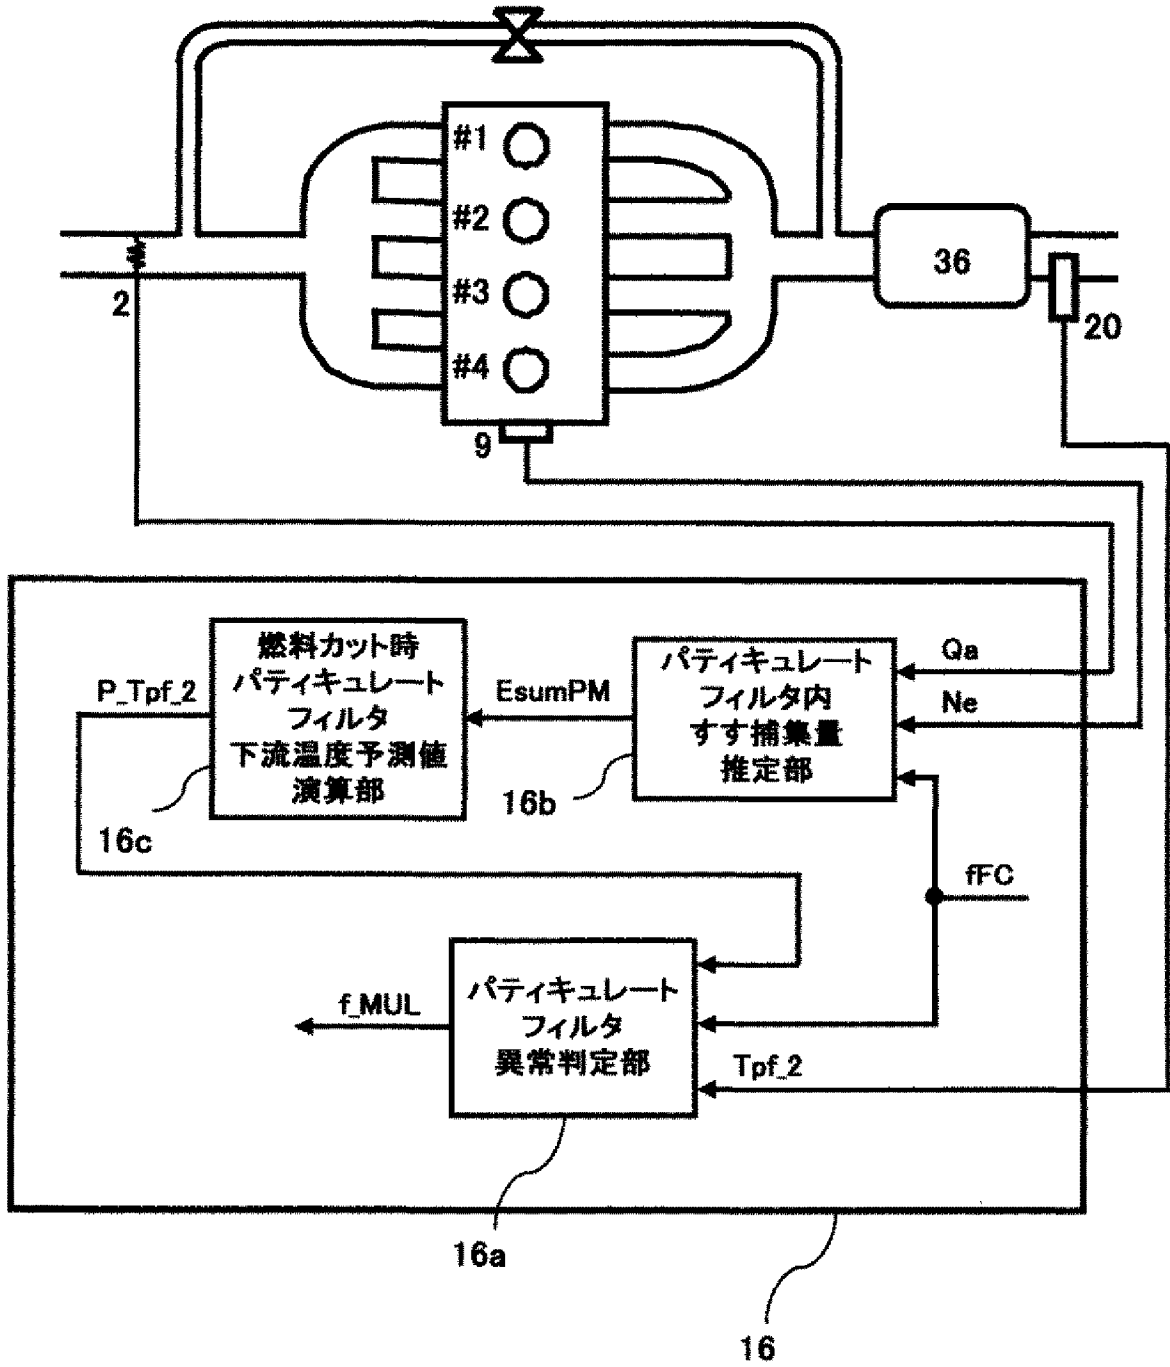 #1
#2
#3
#4
36
2
20
9
燃料カット時
パティキュレート
フィルタ
下流温度予測値
演算部
P_Tpf_2
EsumPM
パティキュレート
フィルタ内
すす捕集量
推定部
Qa
Ne
16c
16b
fFC
パティキュレート
フィルタ
異常判定部
f_MUL
Tpf_2
16a
16